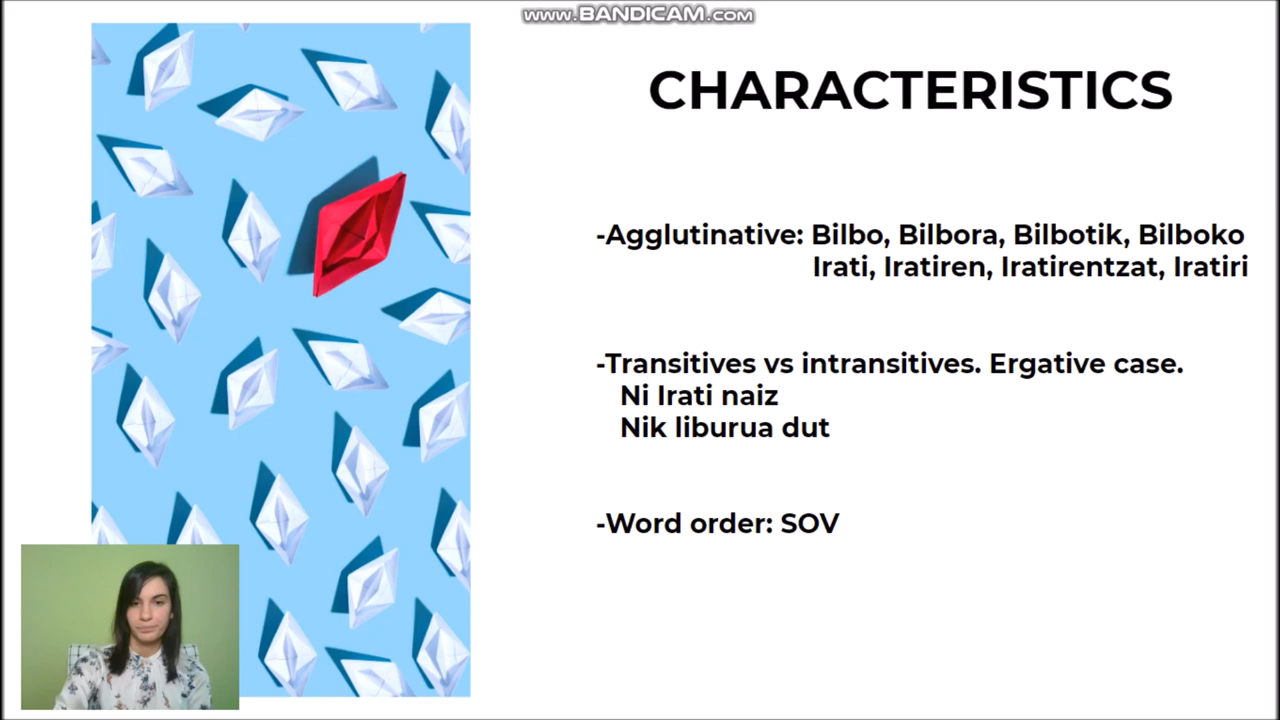 www.BANDICAM.com
CHARACTERISTICS
-Agglutinative: Bilbo, Bilbora, Bilbotik, Bilboko
Irati, Iratiren, Iratirentzat, Iratiri
-Transitives vs intransitives. Ergative case.
Ni Irati naiz
Nik liburua dut
-Word order: SOV